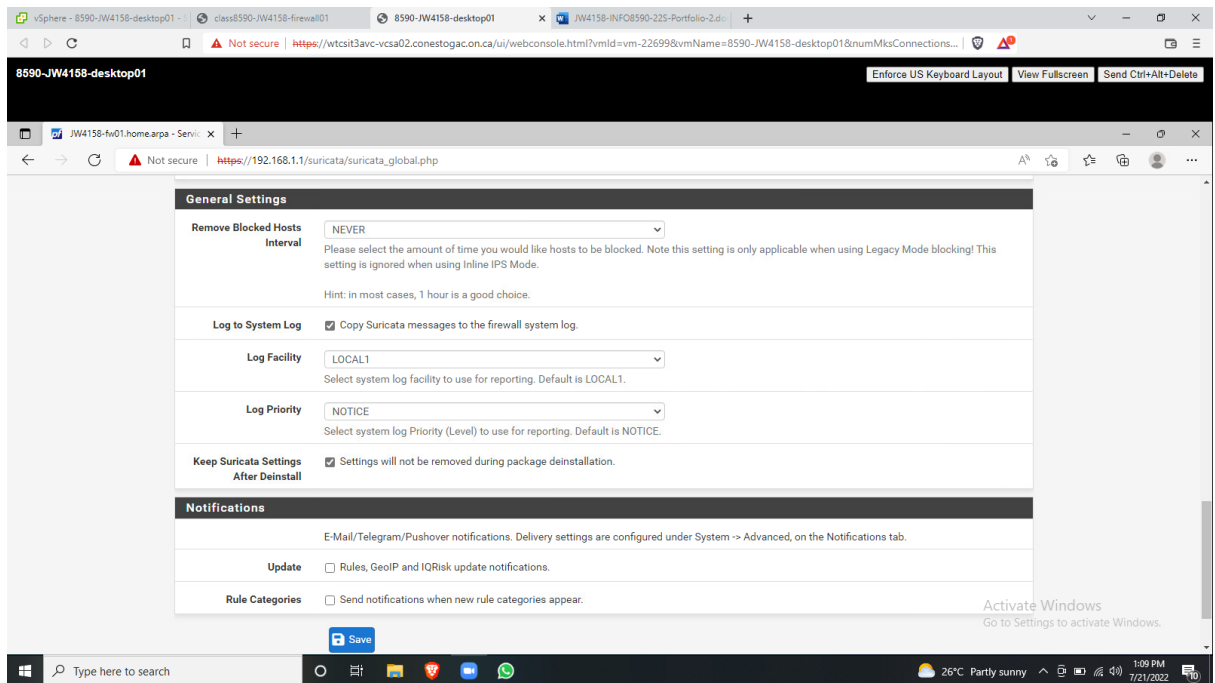 vSphere - 8590-JW4158-desktop01 - S
class8590-JW4158-firewall01
8590-JW4158-desktop01
JW4158-INFO8590-22S-Portfolio-2.do
Not secure https://wtcsit3avc-vcsa02.conestogac.on.ca/ui/webconsole.html?vmId=vm-22699&vmName=8590-JW4158-desktop01&numMksConnections...
8590-JW4158-desktop01
Enforce US Keyboard Layout
View Fullscreen
Send Ctrl+Alt+Delete
pf JW4158-fw01.home.arpa - Servic
Not secure https://192.168.1.1/suricata/suricata_global.php
General Settings
Remove Blocked Hosts
Interval
NEVER
Please select the amount of time you would like hosts to be blocked. Note this setting is only applicable when using Legacy Mode blocking! This
setting is ignored when using Inline IPS Mode.
Hint: in most cases, 1 hour is a good choice.
Log to System Log
Copy Suricata messages to the firewall system log.
Log Facility
LOCAL1
Select system log facility to use for reporting. Default is LOCAL1.
Log Priority
NOTICE
Select system log Priority (Level) to use for reporting. Default is NOTICE.
Keep Suricata Settings
After Deinstall
Settings will not be removed during package deinstallation.
Notifications
E-Mail/Telegram/Pushover notifications. Delivery settings are configured under System -> Advanced, on the Notifications tab.
Update
Rules, GeoIP and IQRisk update notifications.
Rule Categories
Send notifications when new rule categories appear.
Activate Windows
Go to Settings to activate Windows.
Save
Type here to search
26°C Partly sunny
1:09 PM
7/21/2022